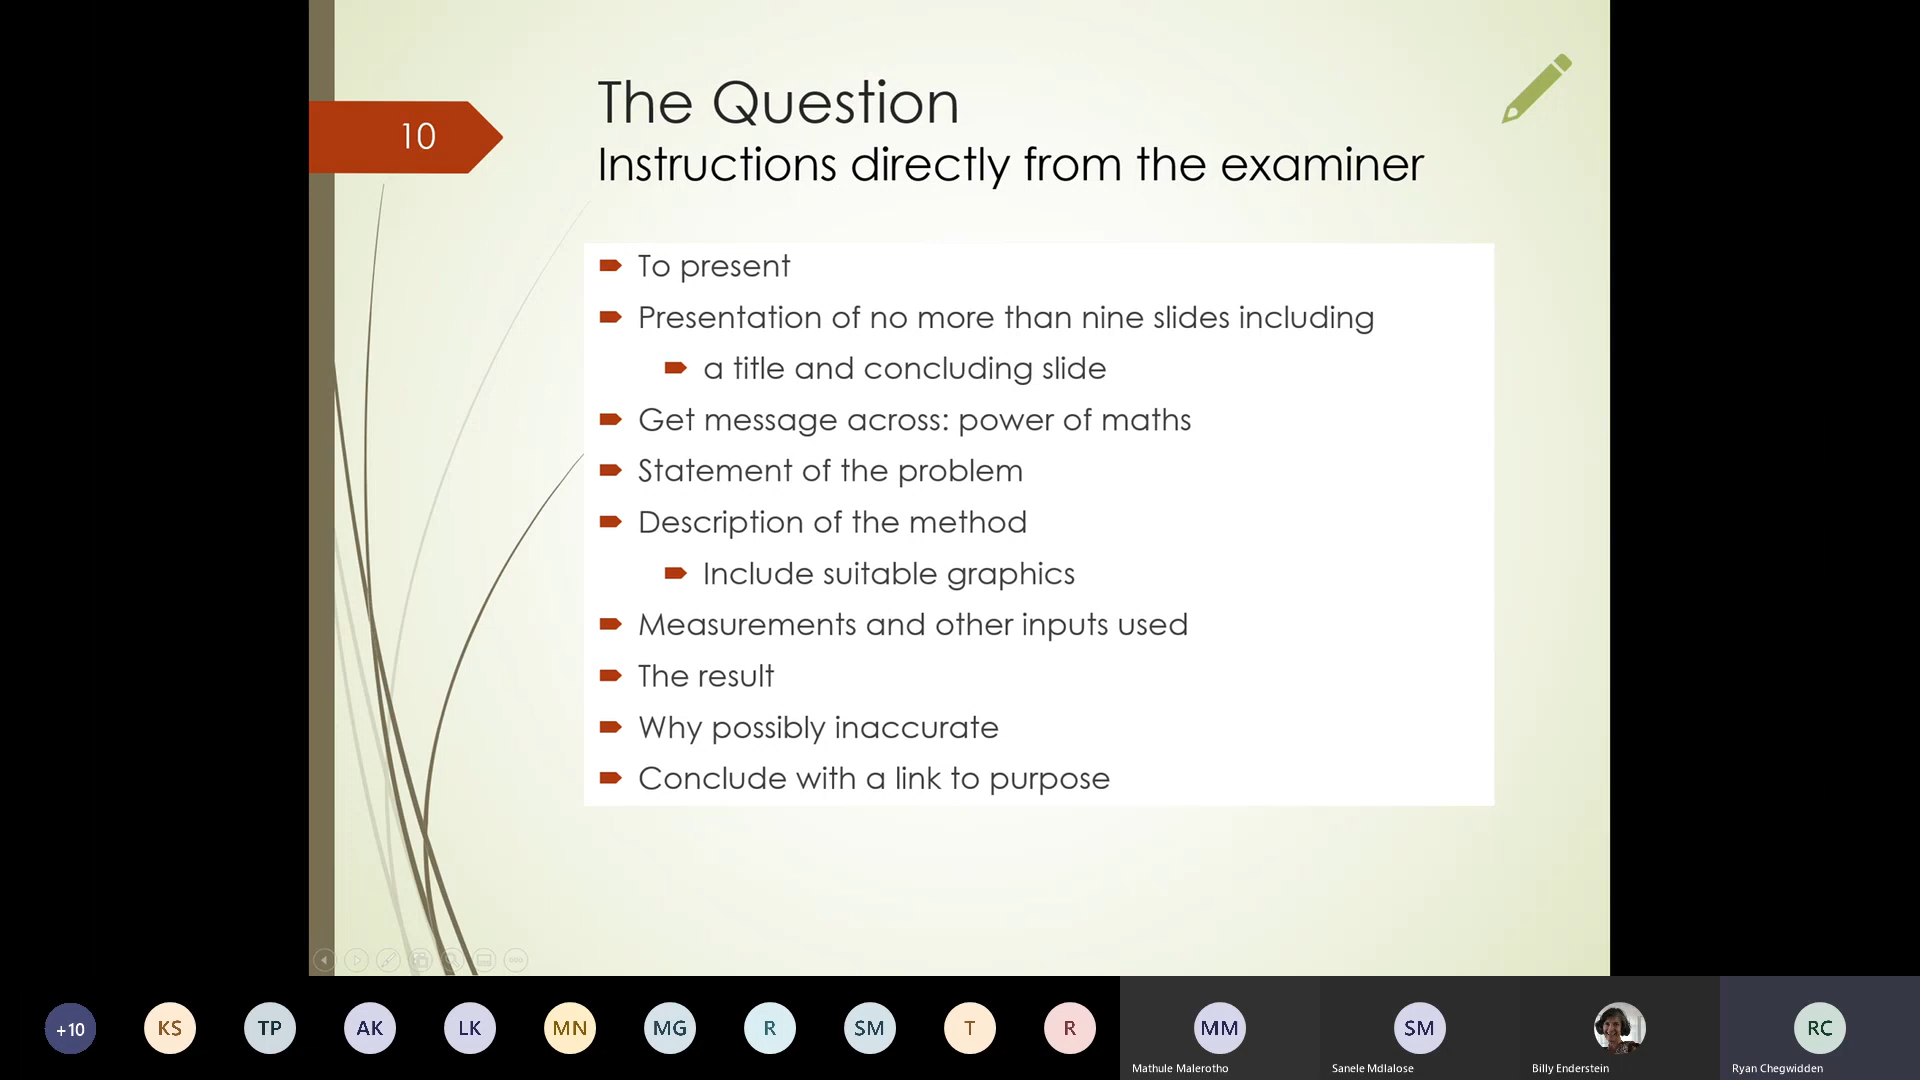 The Question
10
Instructions directly from the examiner
To present
Presentation of no more than nine slides including
a title and concluding slide
Get message across: power of maths
Statement of the problem
Description of the method
Include suitable graphics
Measurements and other inputs used
The result
Why possibly inaccurate
Conclude with a link to purpose
+10
KS
TP
AK
LK
MN
MG
R
SM
T
R
MM
SM
RC
Mathule Malerotho
Sanele Mdlalose
Billy Enderstein
Ryan Chegwidden